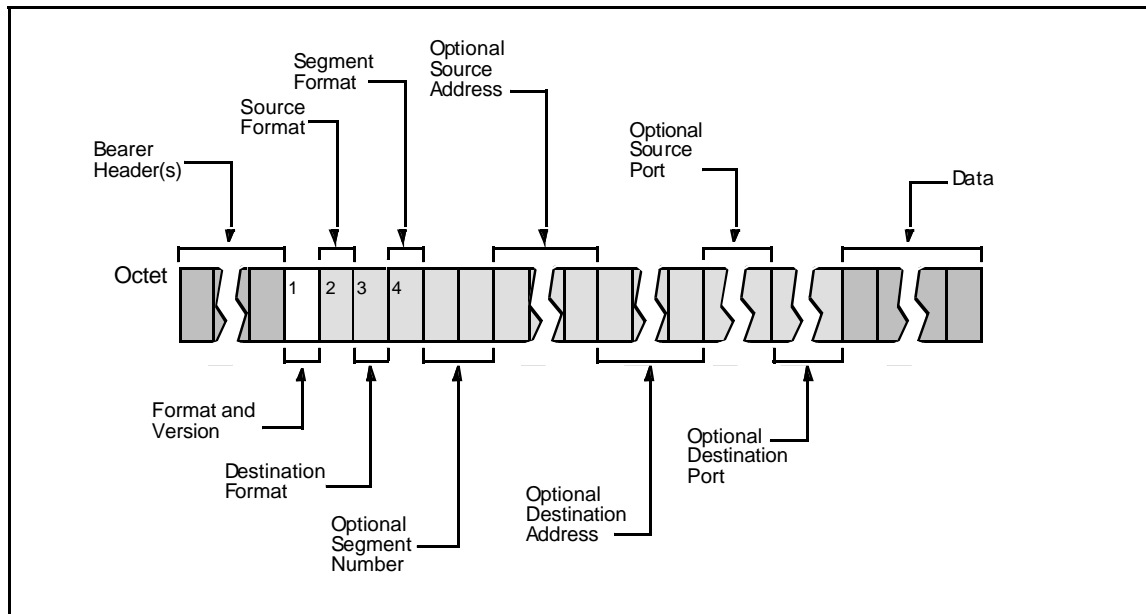 Optional
Source
Address
Segment
Format
Source
Format
Optional
Source
Port
Bearer
Header(s)
Data
Octet
1
2
3
4
Format and
Version
Destination
Format
Optional
Segment
Number
Optional
Destination
Address
Optional
Destination
Port